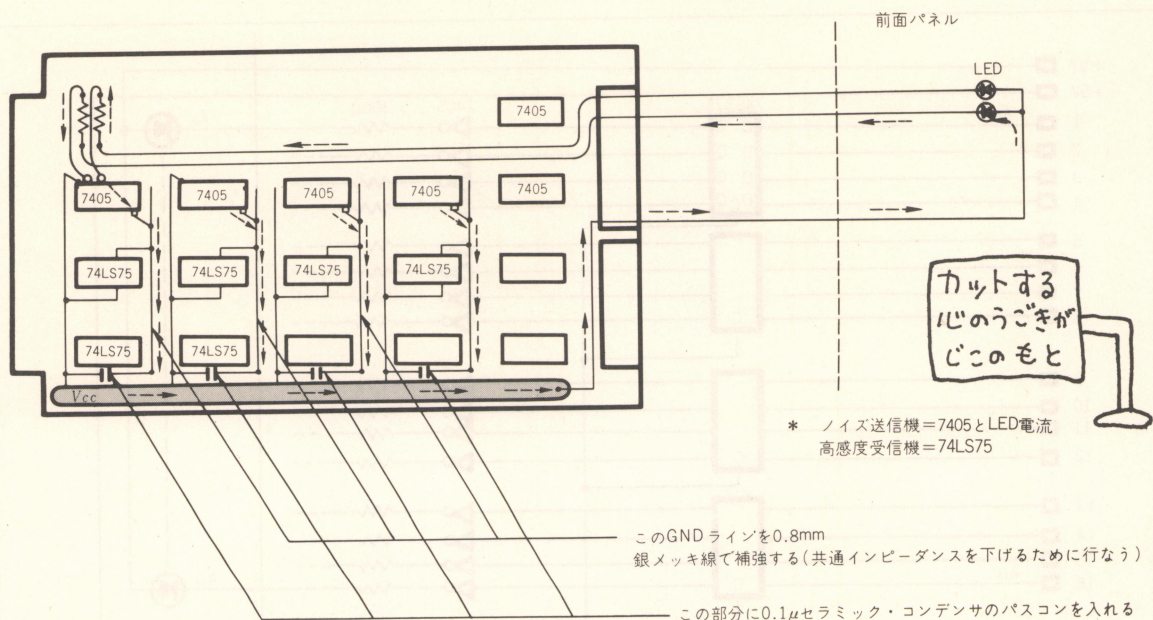 前面パネル
LED
7405
7405
7405
7405
7405
7405
74LS75
74LS75
74LS75
74LS75
74LS75
74LS75
Vcc
カットする
心のうごきが
じこのもと
* ノイズ送信機=7405とLED電流
高感度受信機=74LS75
このGNDラインを0.8mm
銀メッキ線で補強する(共通インピーダンスを下げるために行なう)
この部分に0.1μセラミック・コンデンサのパスコンを入れる